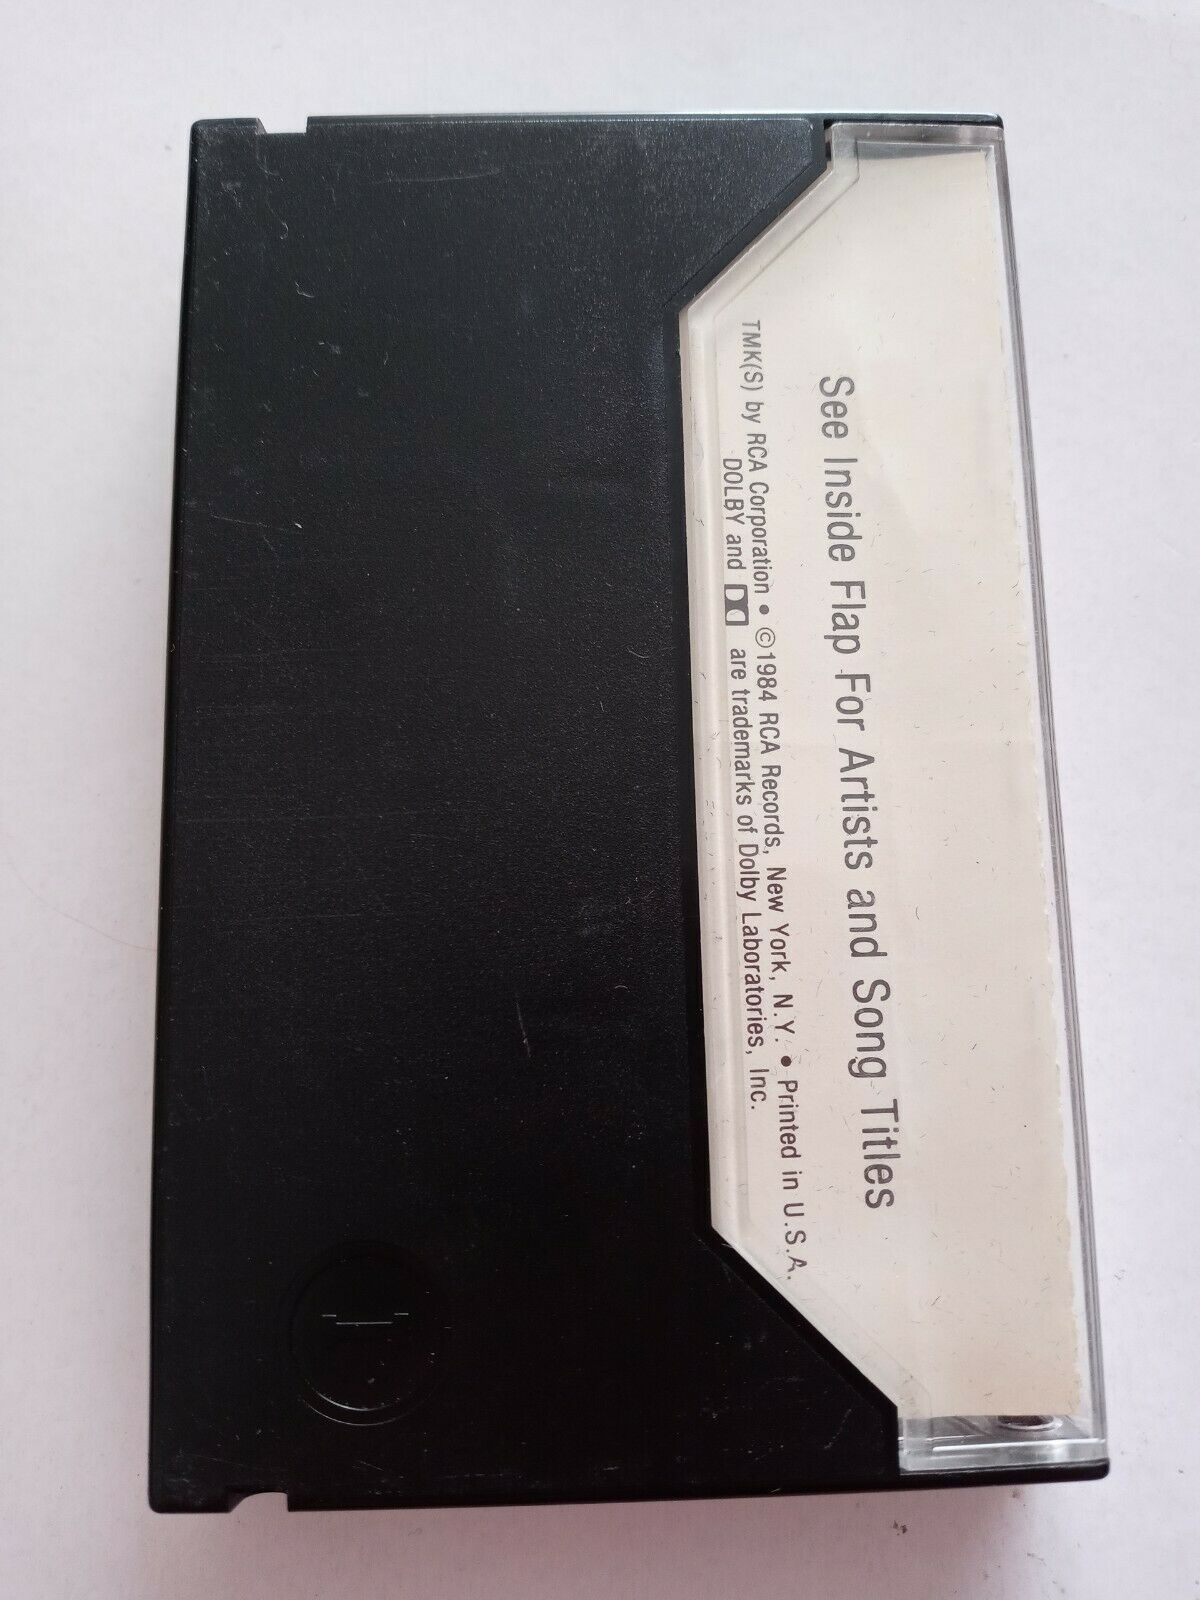 See Inside Flap For Artists and Song Titles
TMK(S) by RCA Corporation • ©1984 RCA Records, New York, N.Y. • Printed in U.S.A.
DOLBY and are trademarks of Dolby Laboratories, Inc.